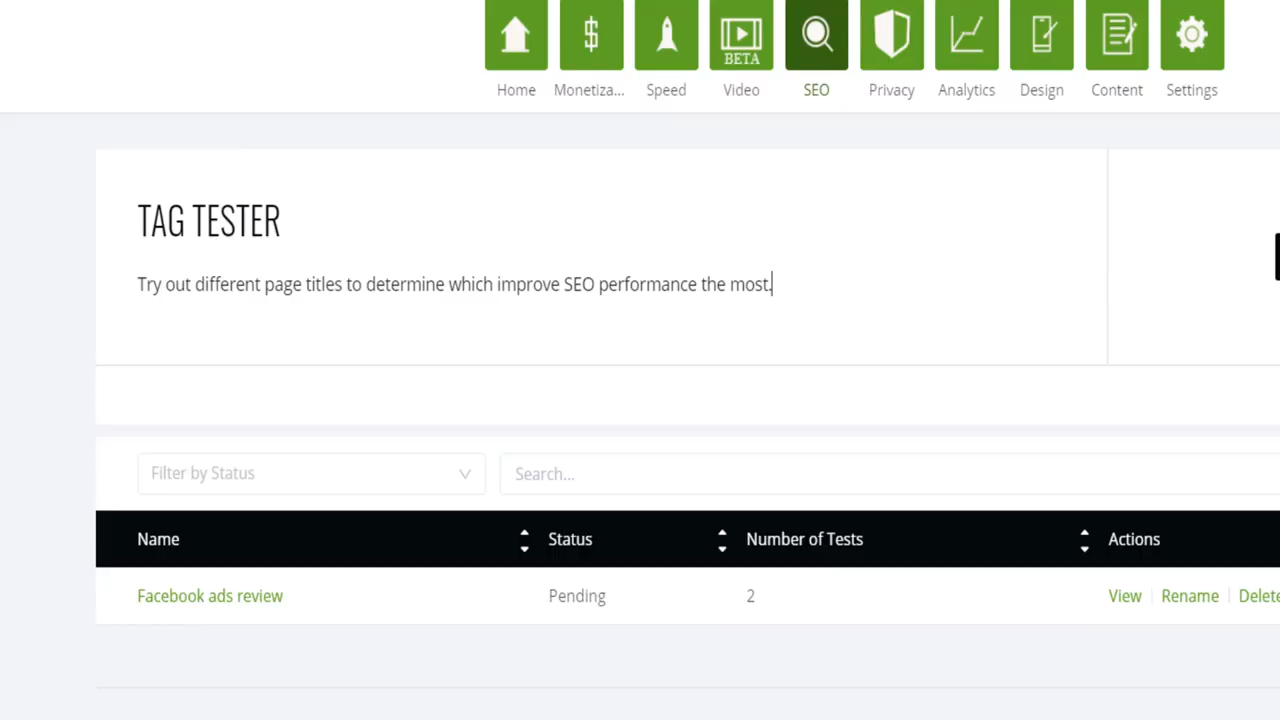 BETA
Home Monetiza... Speed Video SEO Privacy Analytics Design Content Settings
TAG TESTER
Try out different page titles to determine which improve SEO performance the most.
Filter by Status Search...
Name Status Number of Tests Actions
Facebook ads review Pending 2 View Rename Delete